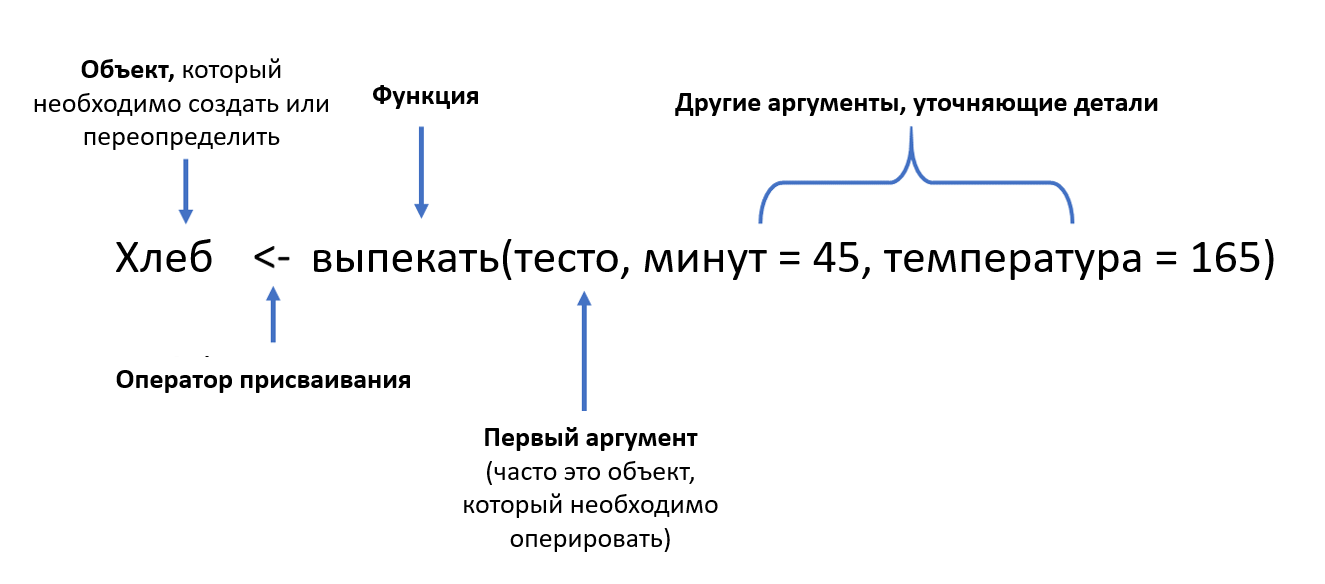 Объект, который
необходимо создать или
переопределить
Функция
Другие аргументы, уточняющие детали
Хлеб <- выпекать(тесто, минут = 45, температура = 165)
Оператор присваивания
Первый аргумент
(часто это объект,
который необходимо
оперировать)